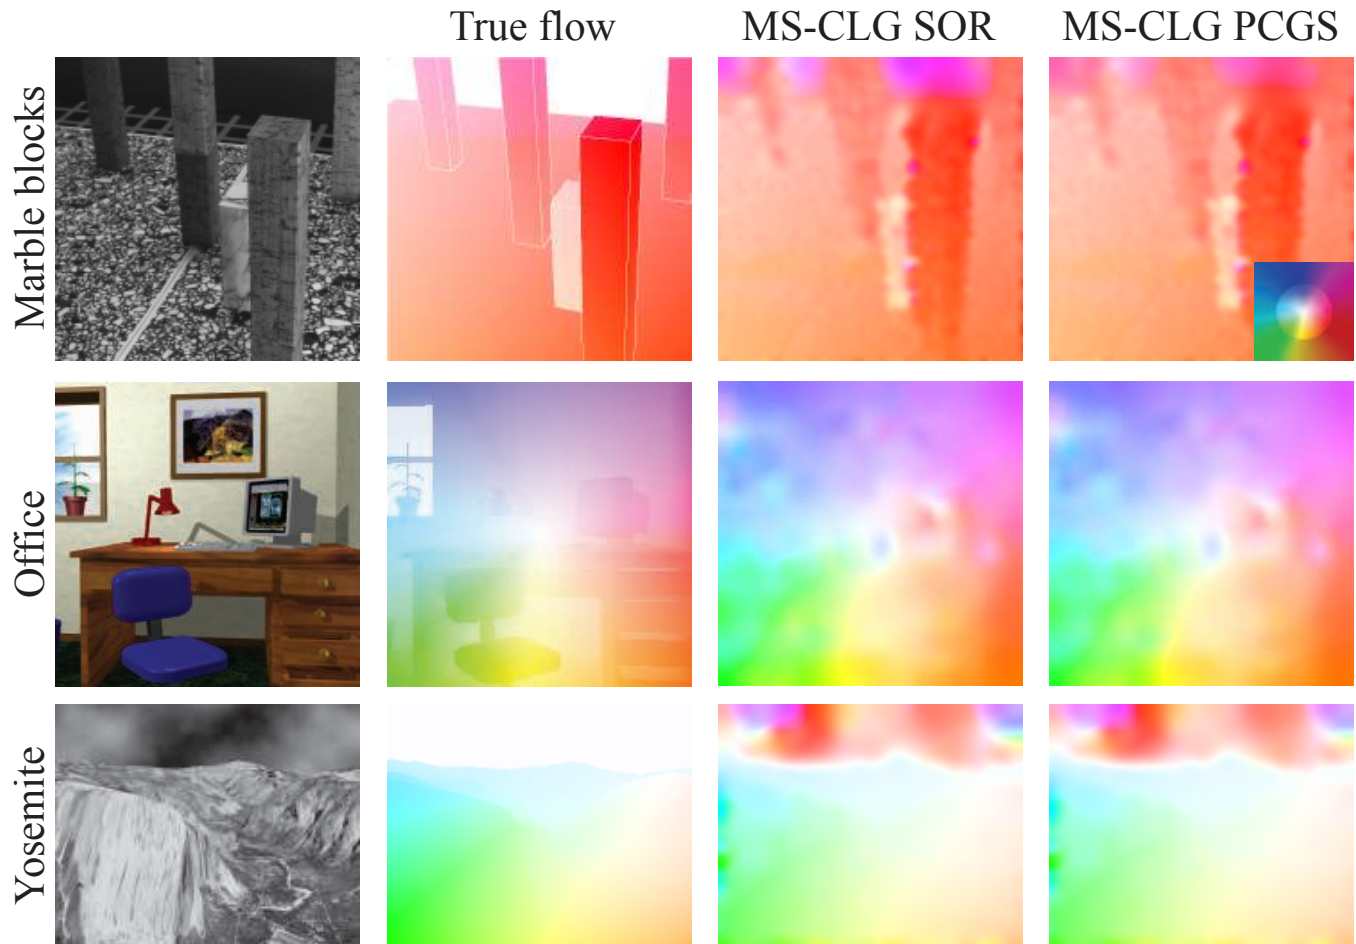 True flow
MS-CLG SOR
MS-CLG PCGS
Marble blocks
Office
Yosemite